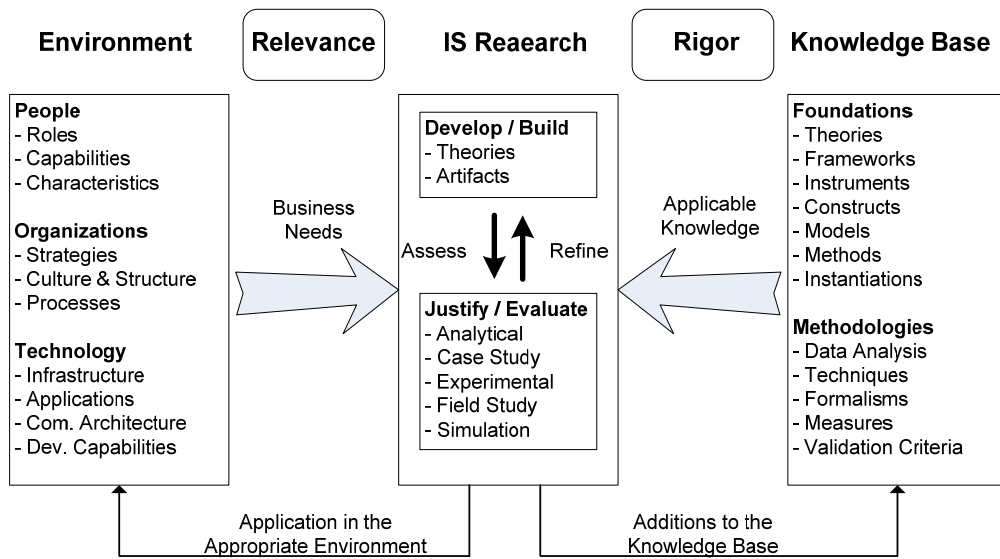 Environment
Relevance
IS Reaearch
Rigor
Knowledge Base
People
- Roles
- Capabilities
- Characteristics
Organizations
- Strategies
- Culture & Structure
- Processes
Technology
- Infrastructure
- Applications
- Com. Architecture
- Dev. Capabilities
Business
Needs
Develop / Build
- Theories
- Artifacts
Assess
Refine
Justify / Evaluate
- Analytical
- Case Study
- Experimental
- Field Study
- Simulation
Applicable
Knowledge
Foundations
- Theories
- Frameworks
- Instruments
- Constructs
- Models
- Methods
- Instantiations
Methodologies
- Data Analysis
- Techniques
- Formalisms
- Measures
- Validation Criteria
Application in the
Appropriate Environment
Additions to the
Knowledge Base